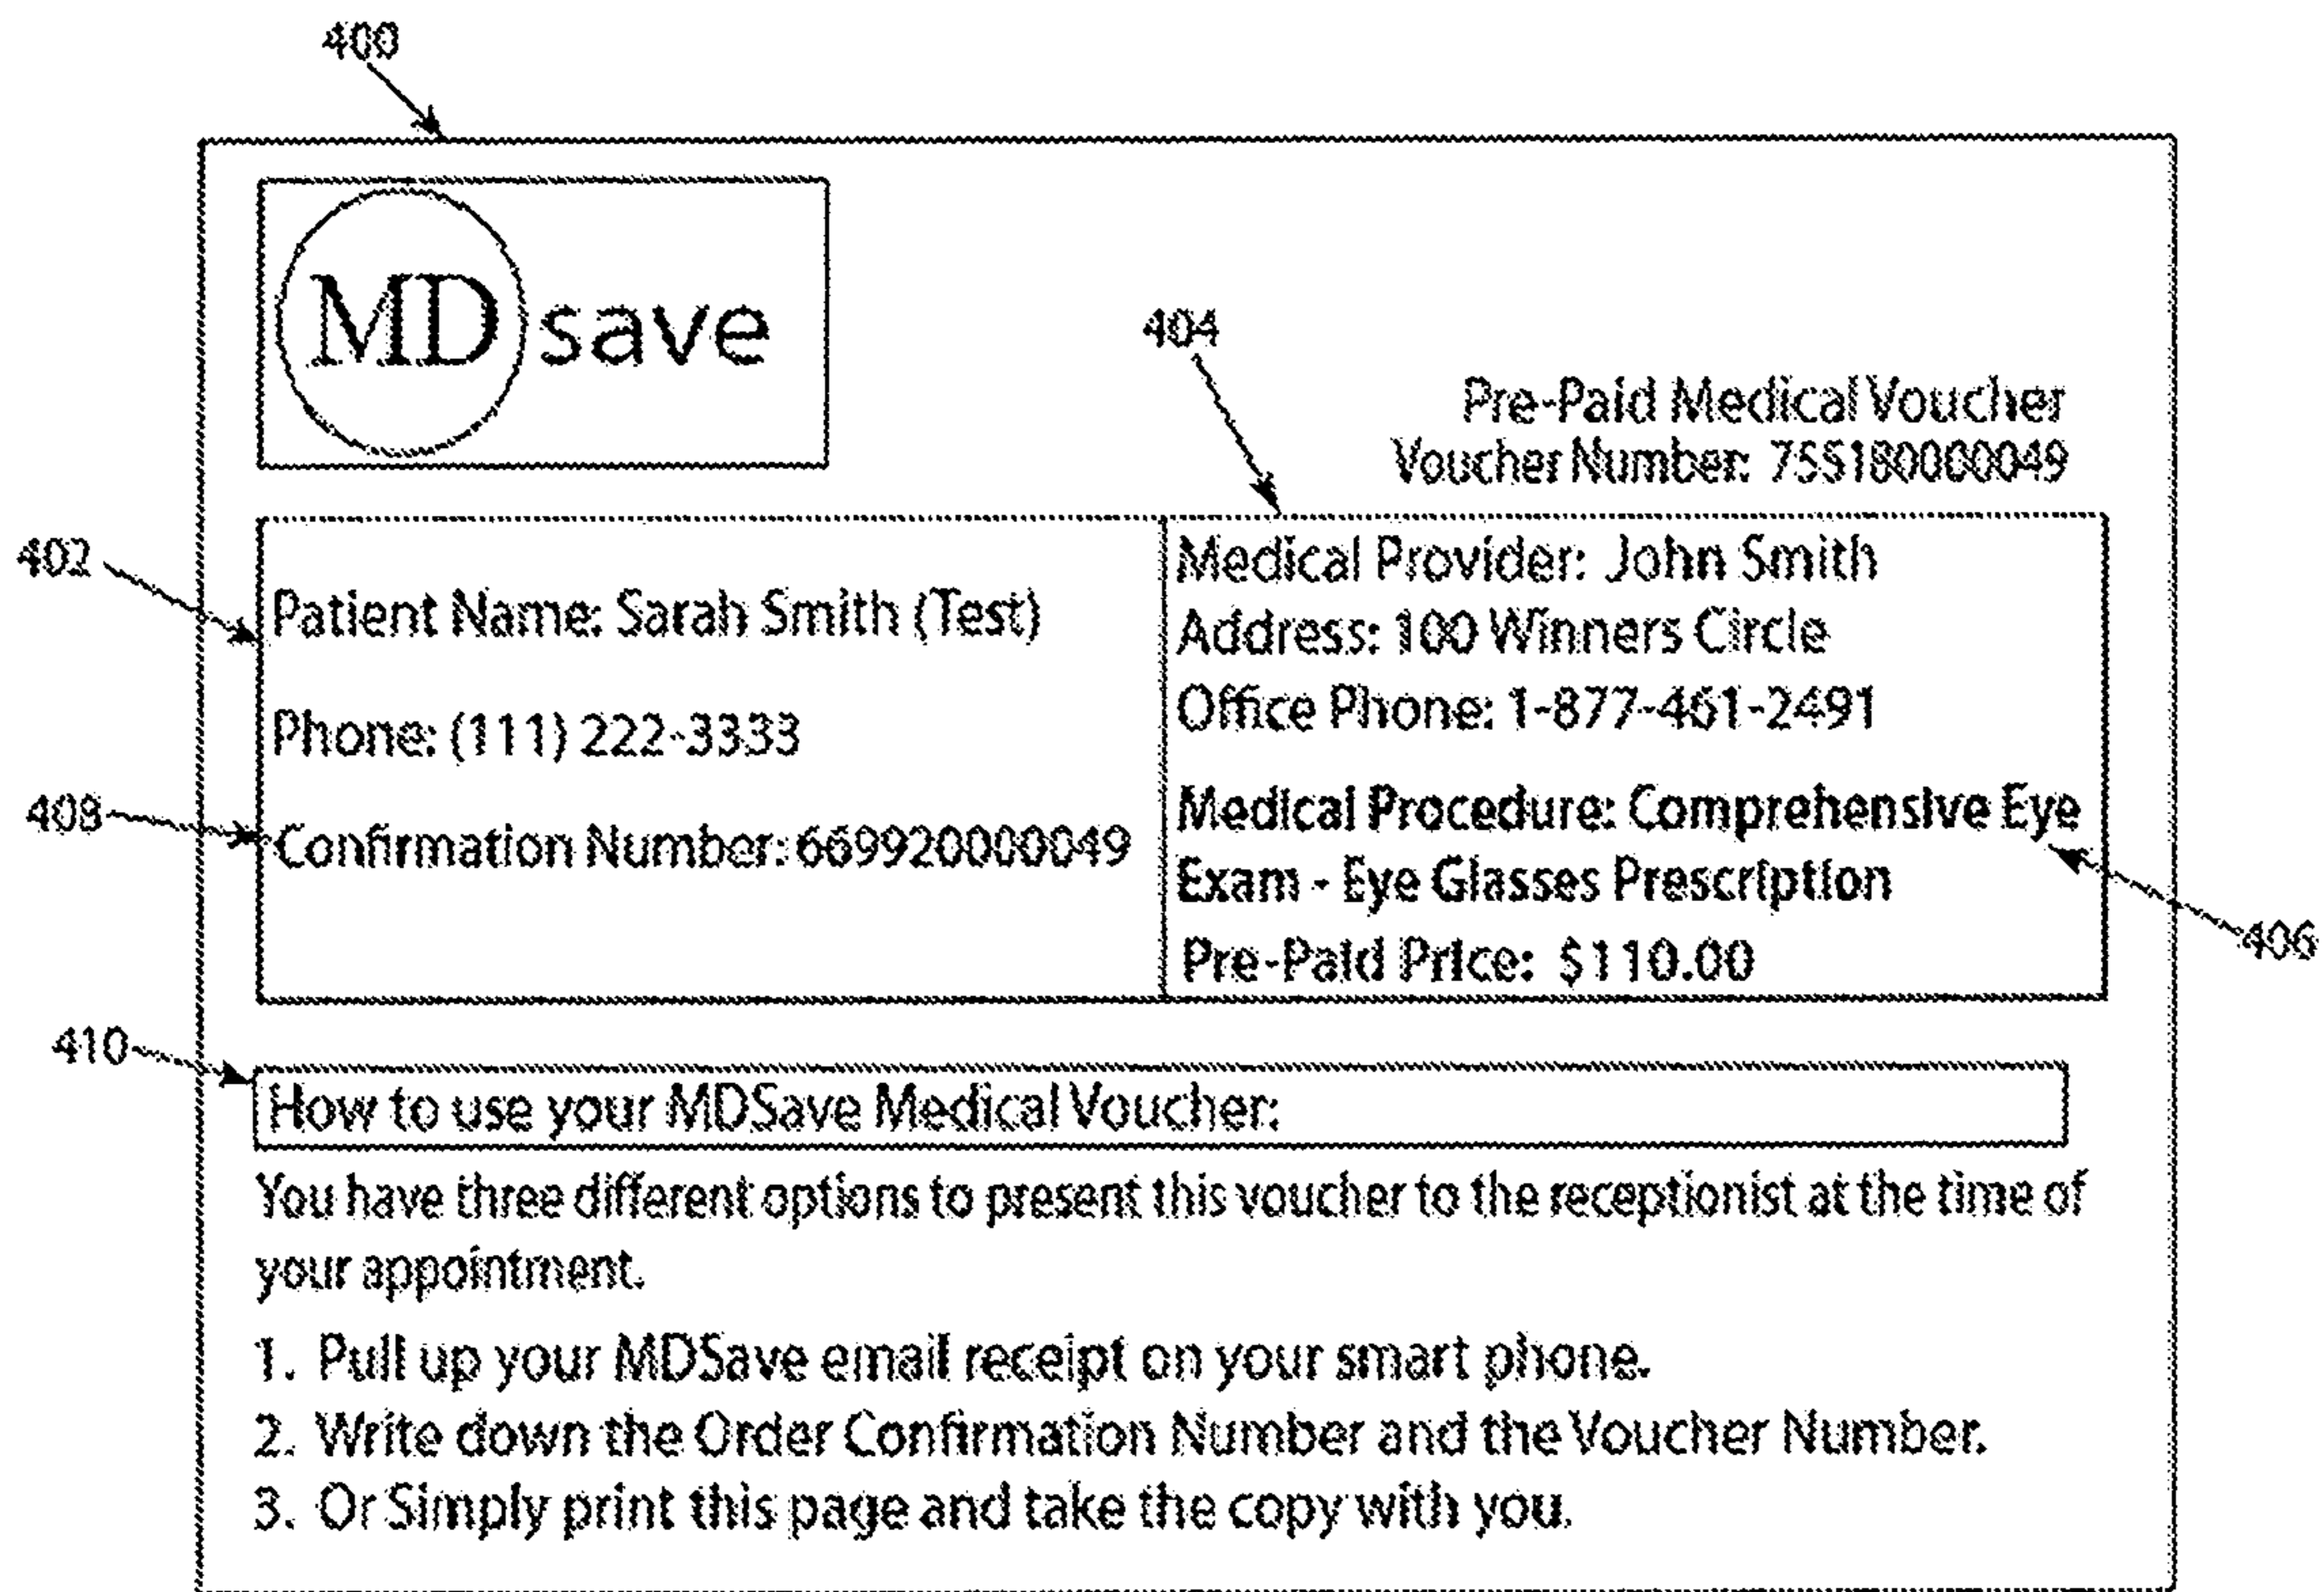 400
MD save
404
Pre-Paid Medical Voucher
Voucher Number: 755180000049
402
Patient Name: Sarah Smith (Test)
Phone: (111) 222-3333
408
Confirmation Number: 669920000049
Medical Provider: John Smith
Address: 100 Winners Circle
Office Phone: 1-877-461-2491
Medical Procedure: Comprehensive Eye
Exam - Eye Glasses Prescription
Pre-Paid Price: $110.00
406
410
How to use your MDSave Medical Voucher:
You have three different options to present this voucher to the receptionist at the time of
your appointment.
1. Pull up your MDSave email receipt on your smart phone.
2. Write down the Order Confirmation Number and the Voucher Number.
3. Or Simply print this page and take the copy with you.